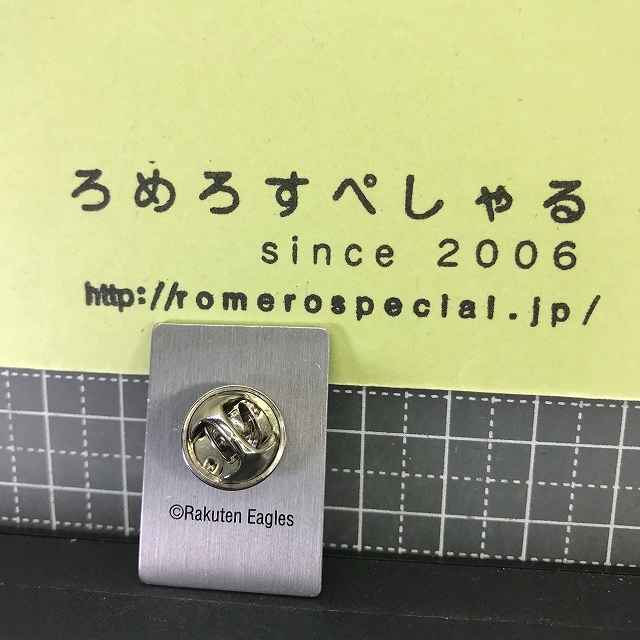 ろめろすぺしゃる
since 2006
http://romerospecial.jp/
©Rakuten Eagles